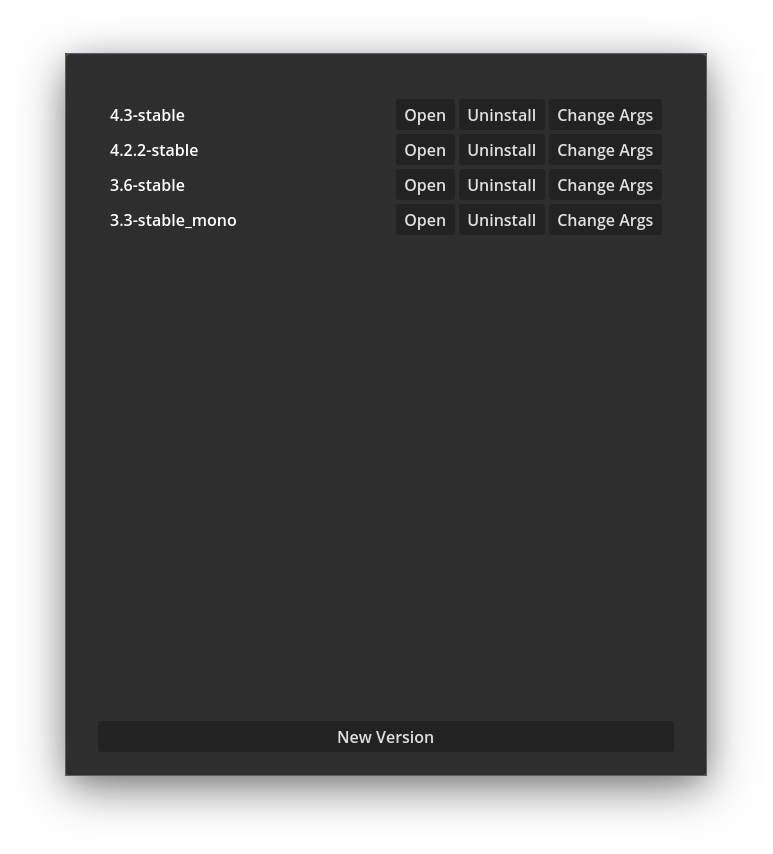 4.3-stable Open Uninstall Change Args
4.2.2-stable Open Uninstall Change Args
3.6-stable Open Uninstall Change Args
3.3-stable_mono Open Uninstall Change Args
New Version